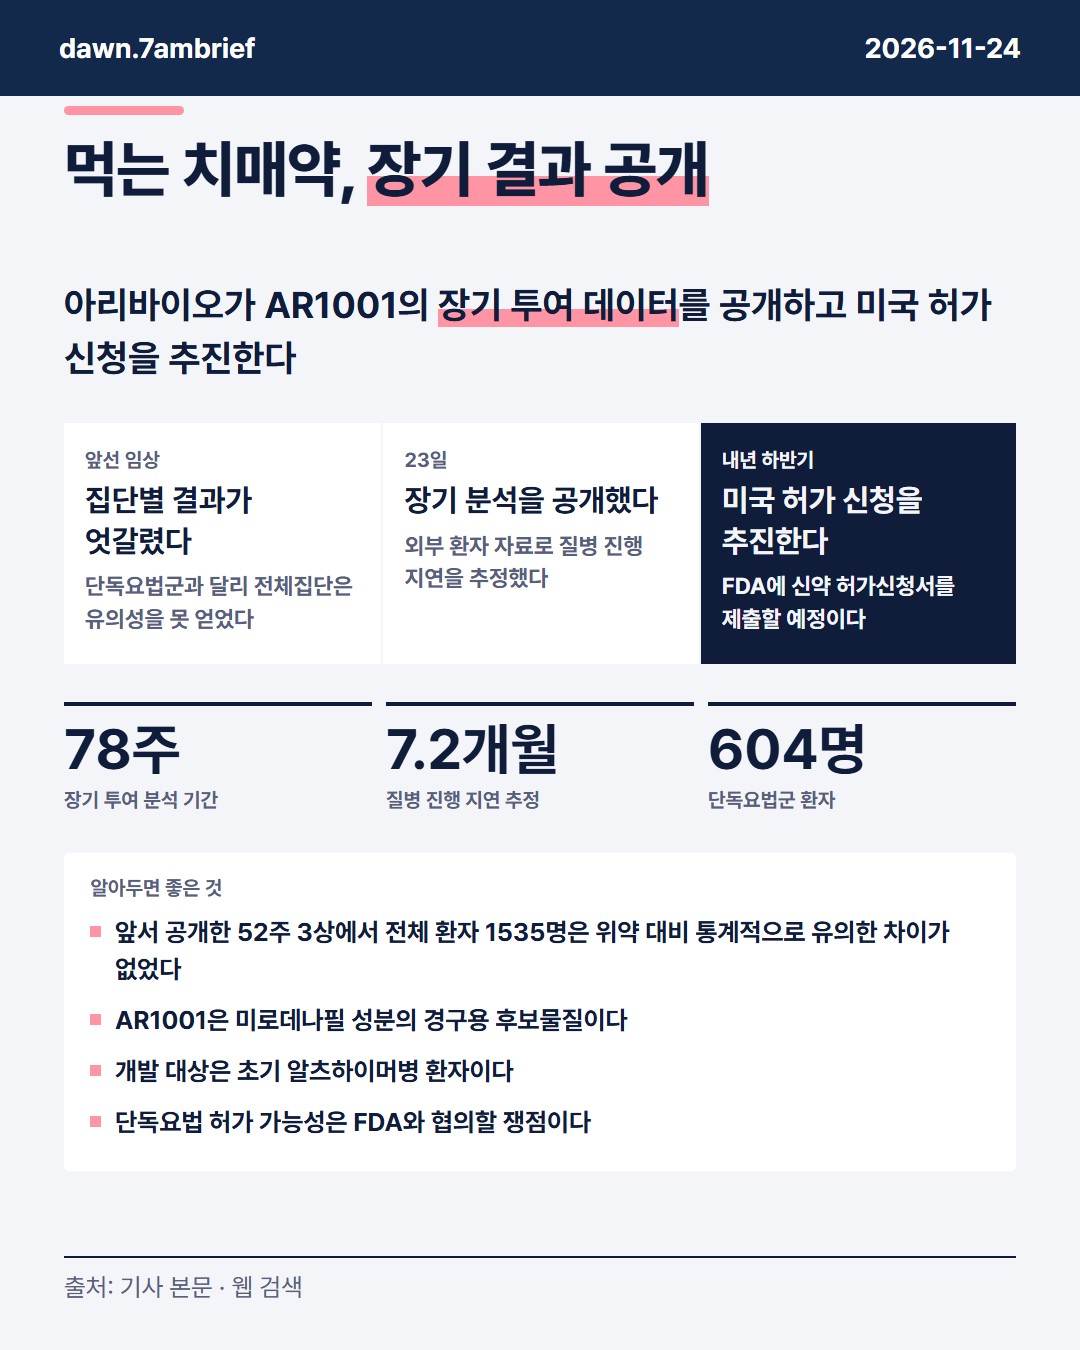 dawn.7ambrief
2026-11-24
먹는 치매약, 장기 결과 공개
아리바이오가 AR1001의 장기 투여 데이터를 공개하고 미국 허가
신청을 추진한다
앞선 임상
집단별 결과가
엇갈렸다
단독요법군과 달리 전체집단은
유의성을 못 얻었다
23일
장기 분석을 공개했다
외부 환자 자료로 질병 진행
지연을 추정했다
내년 하반기
미국 허가 신청을
추진한다
FDA에 신약 허가신청서를
제출할 예정이다
78주
장기 투여 분석 기간
7.2개월
질병 진행 지연 추정
604명
단독요법군 환자
알아두면 좋은 것
앞서 공개한 52주 3상에서 전체 환자 1535명은 위약 대비 통계적으로 유의한 차이가
없었다
AR1001은 미로데나필 성분의 경구용 후보물질이다
개발 대상은 초기 알츠하이머병 환자이다
단독요법 허가 가능성은 FDA와 협의할 쟁점이다
출처: 기사 본문 · 웹 검색